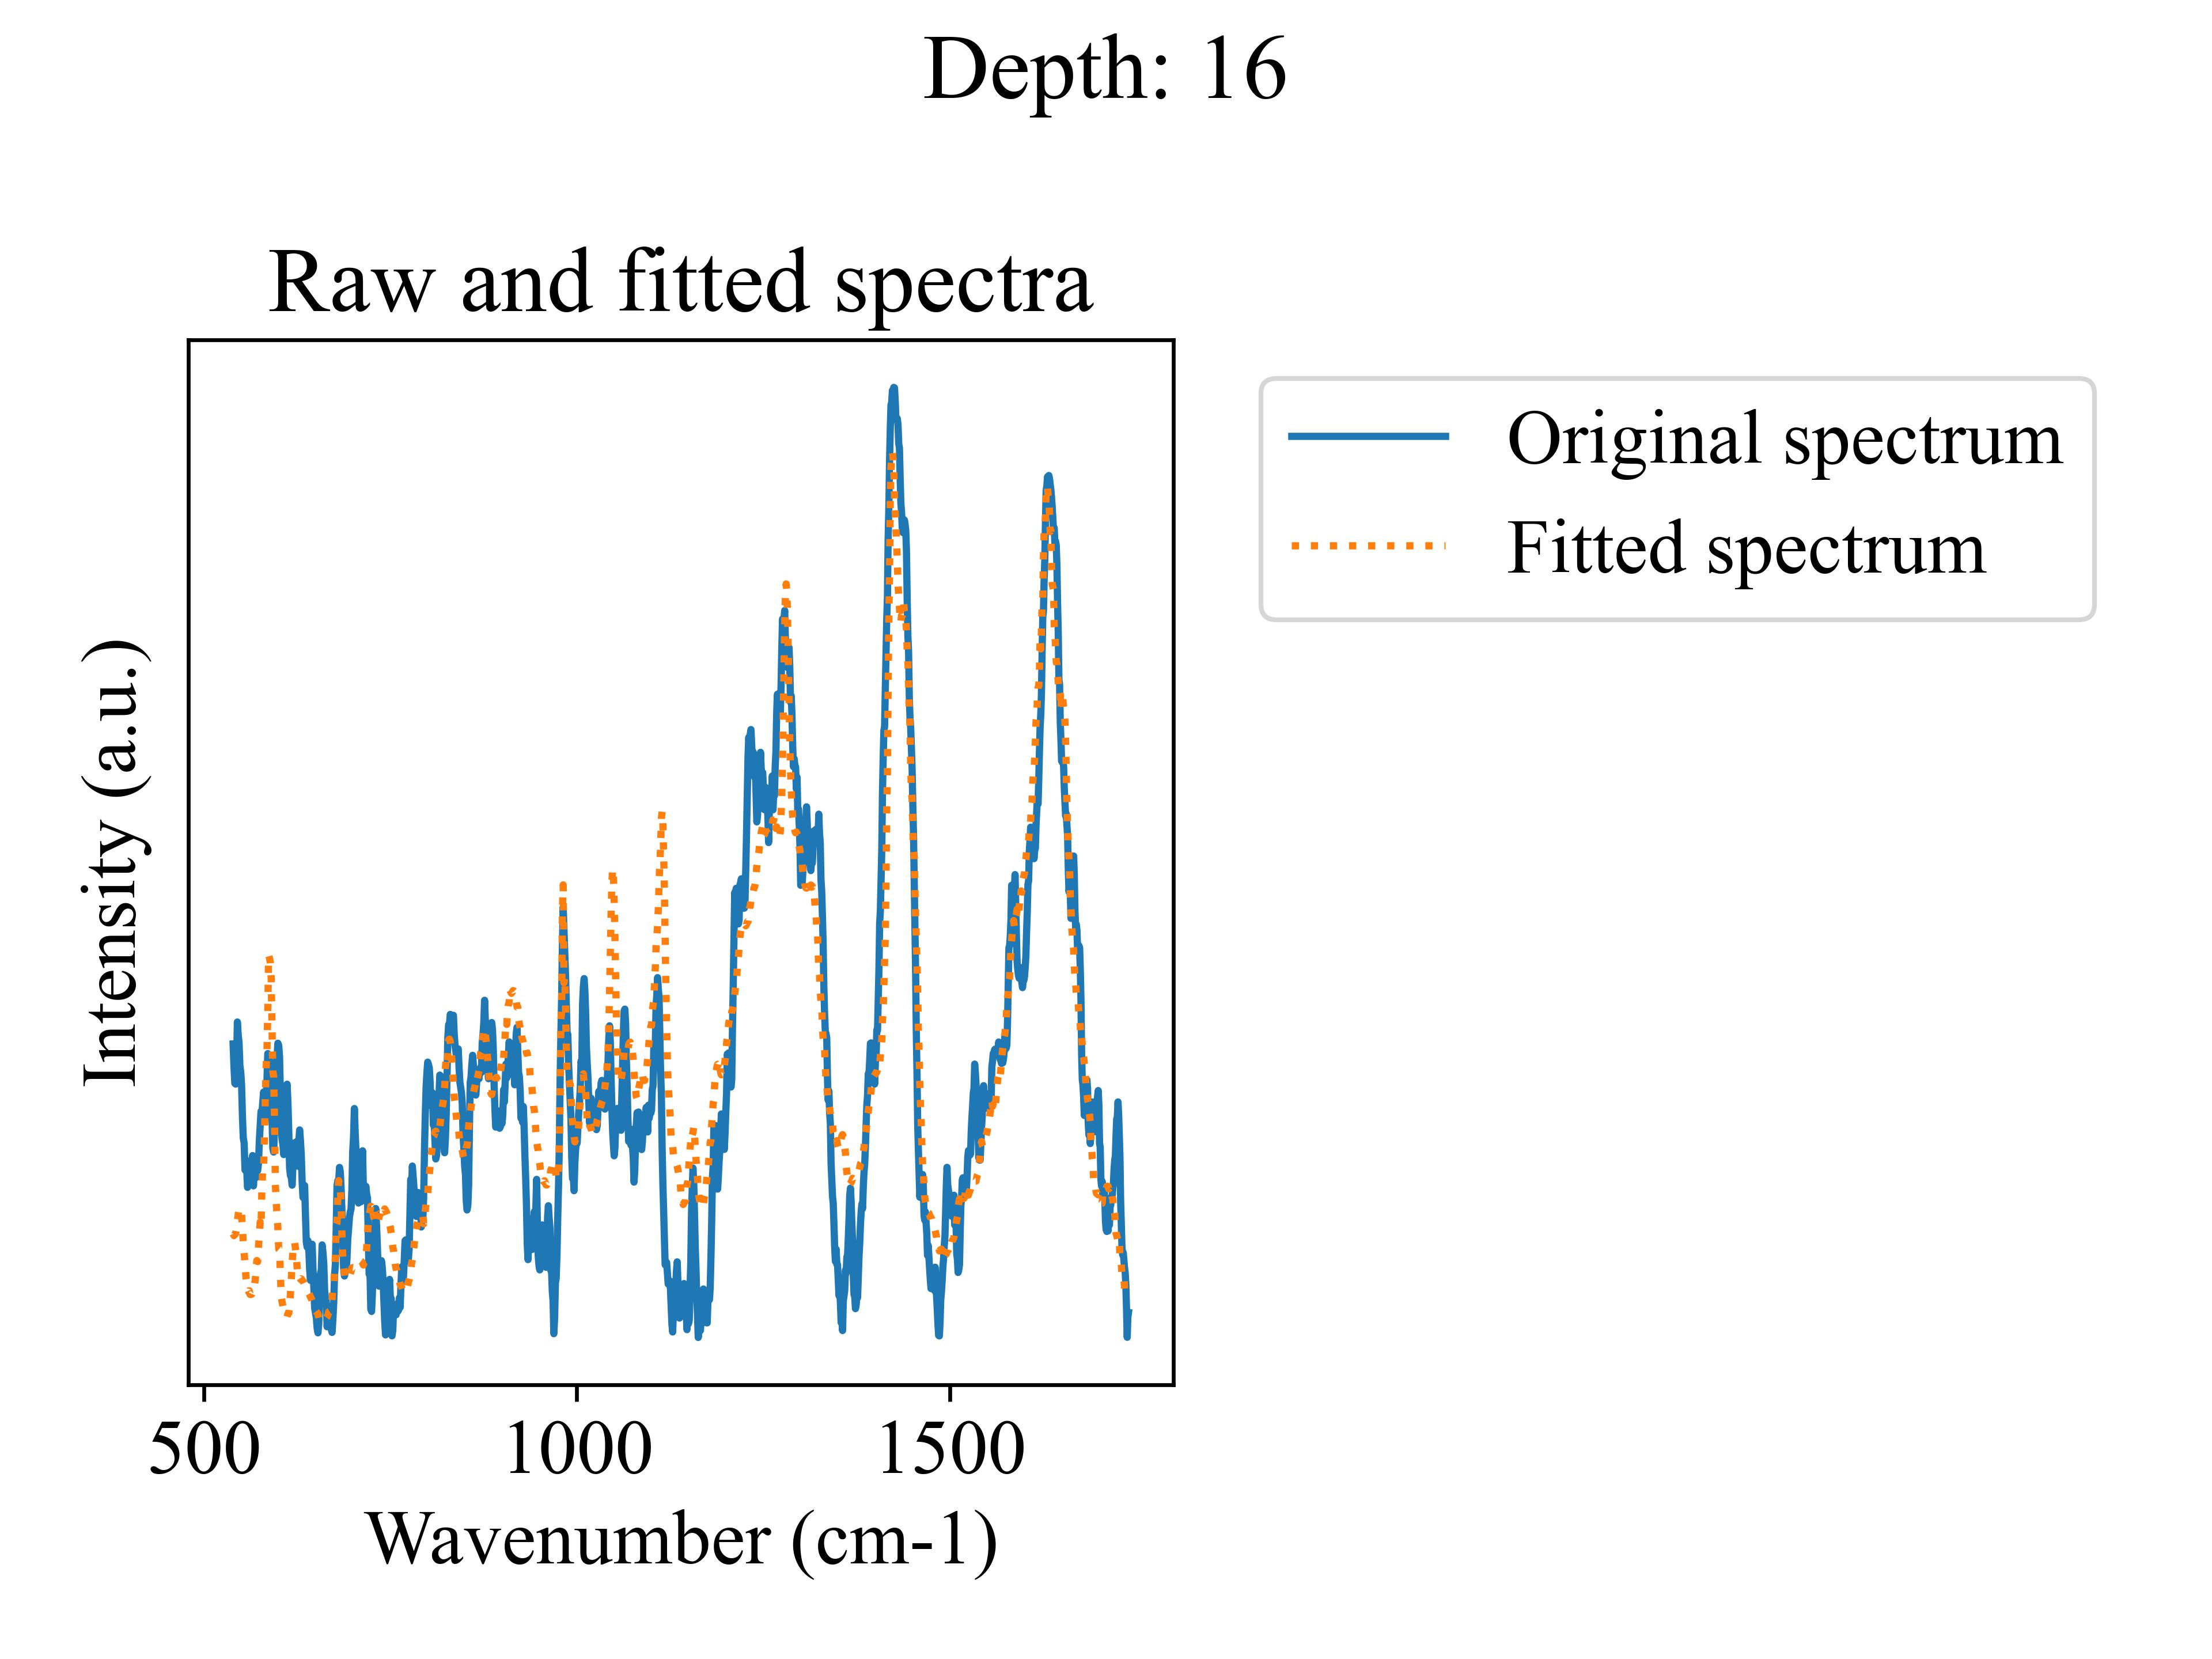 Depth: 16
Raw and fitted spectra
Original spectrum
Fitted spectrum
Intensity (a.u.)
500
1000
1500
Wavenumber (cm-1)